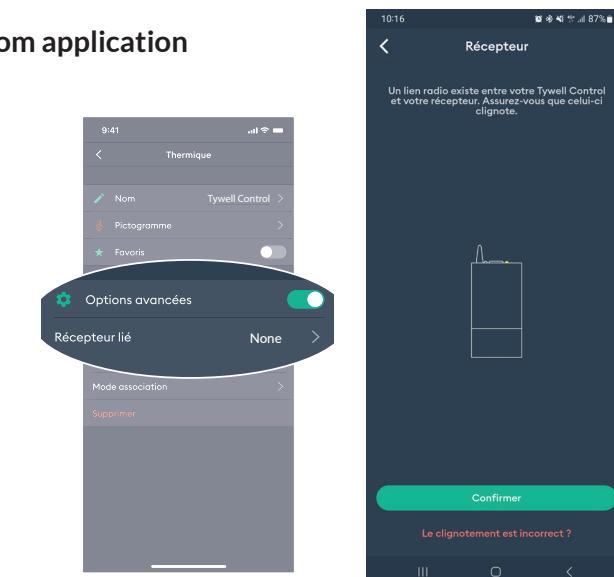 om application
9:41
Thermique
Nom Tywell Control
Pictogramme
Favoris
Options avancées
Récepteur lié None
Mode association
Supprimer
10:16 87%
Récepteur
Un lien radio existe entre votre Tywell Control
et votre récepteur. Assurez-vous que celui-ci
clignote.
Confirmer
Le clignotement est incorrect ?